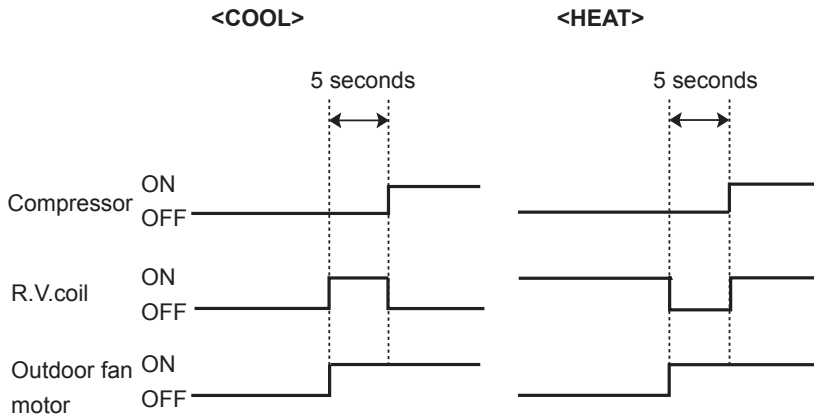 <COOL>
<HEAT>
5 seconds
5 seconds
Compressor
ON
OFF
R.V.coil
ON
OFF
Outdoor fan
motor
ON
OFF